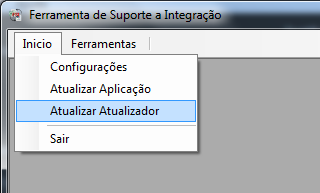 Ferramenta de Suporte a Integração
Inicio Ferramentas
Configurações
Atualizar Aplicação
Atualizar Atualizador
Sair